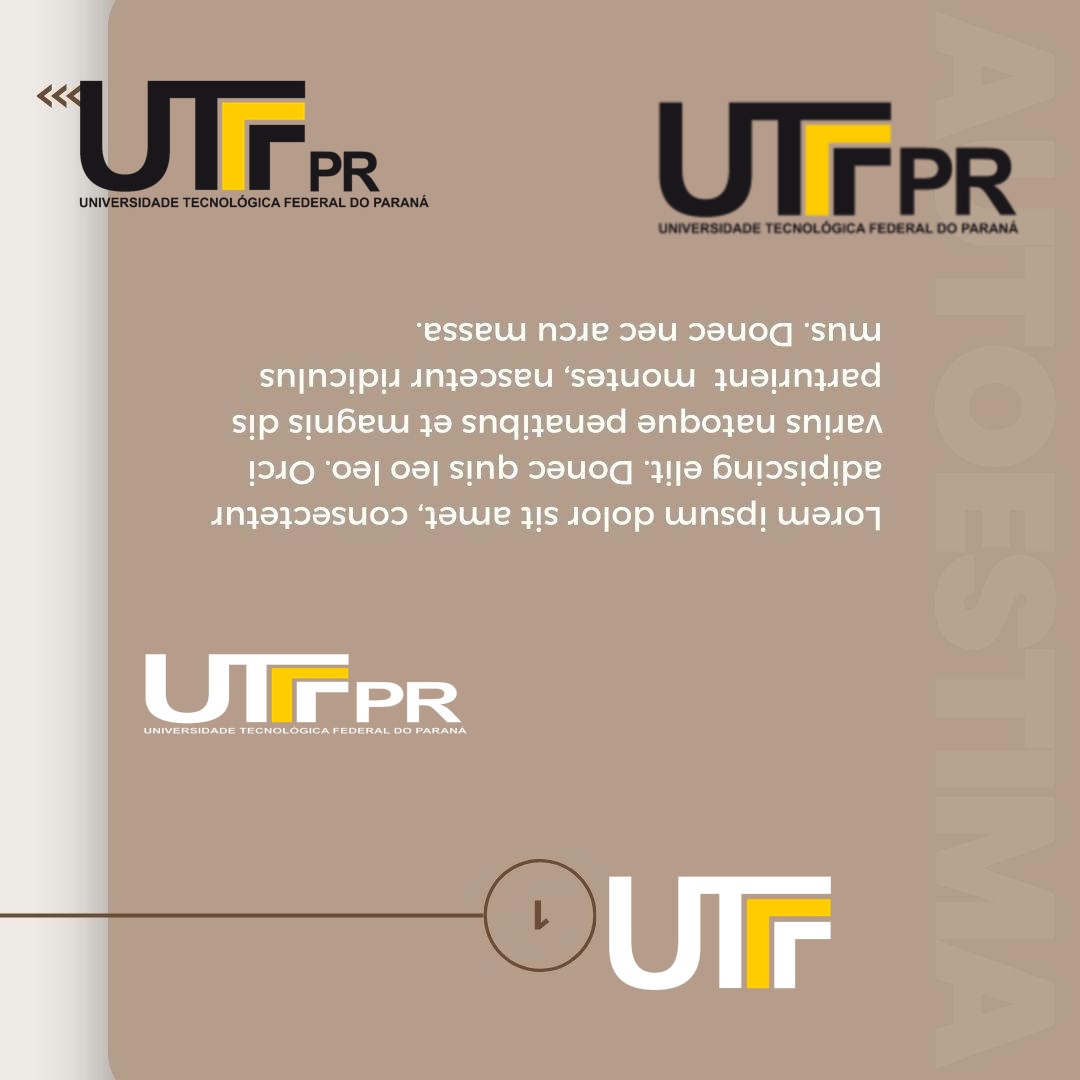 UTFPR
UNIVERSIDADE TECNOLÓGICA FEDERAL DO PARANÁ
UTFPR
UNIVERSIDADE TECNOLÓGICA FEDERAL DO PARANÁ
Lorem ipsum dolor sit amet, consectetur
adipiscing elit. Donec quis leo leo. Orci
varius natoque penatibus et magnis dis
parturient montes, nascetur ridiculus
mus. Donec nec arcu massa.
UTFPR
UNIVERSIDADE TECNOLÓGICA FEDERAL DO PARANÁ
1
UTF
AUTOESTIMA